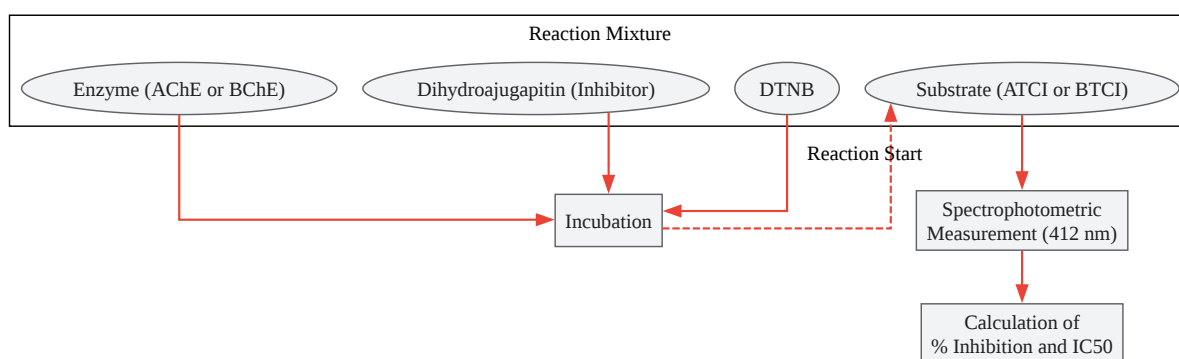 Reaction Mixture
Enzyme (AChE or BChE)
Dihydroajugapitin (Inhibitor)
DTNB
Substrate (ATCI or BTCI)
Reaction Start
Incubation
Spectrophotometric
Measurement (412 nm)
Calculation of
% Inhibition and IC50